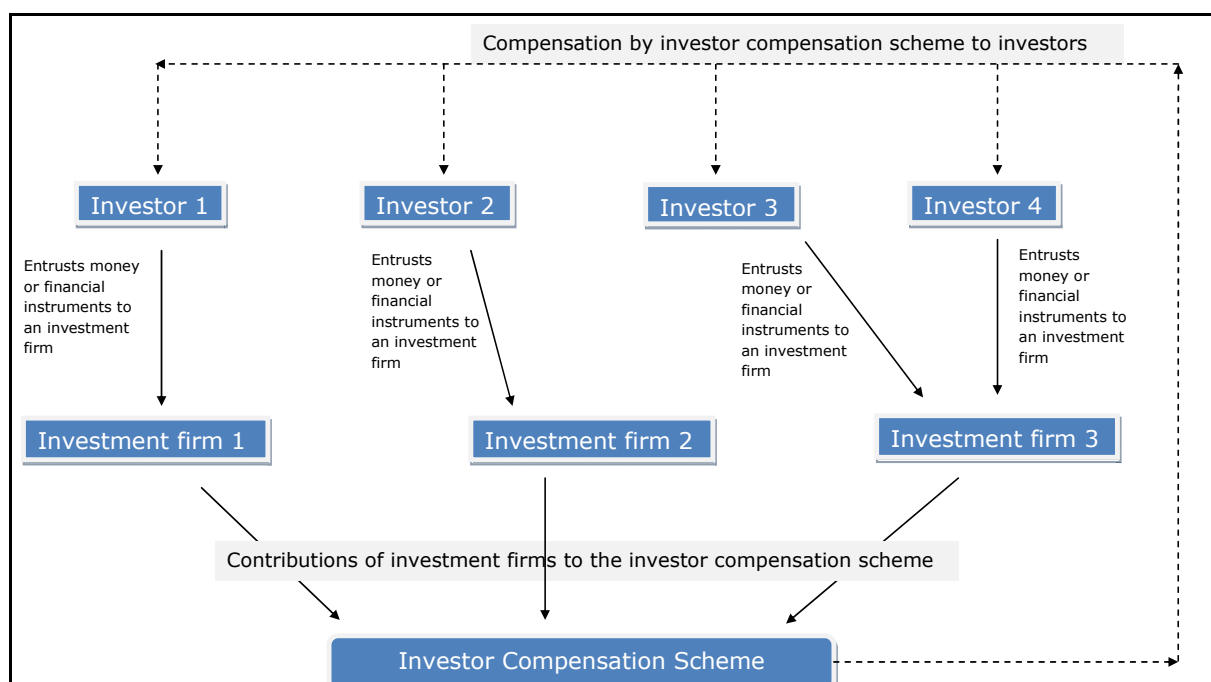 Compensation by investor compensation scheme to investors
Investor 1
Investor 2
Investor 3
Investor 4
Entrusts money
or financial
instruments to
an investment
firm
Entrusts
money or
financial
instruments to
an investment
firm
Entrusts
money or
financial
instruments to
an investment
firm
Entrusts
money or
financial
instruments to
an investment
firm
Investment firm 1
Investment firm 2
Investment firm 3
Contributions of investment firms to the investor compensation scheme
Investor Compensation Scheme